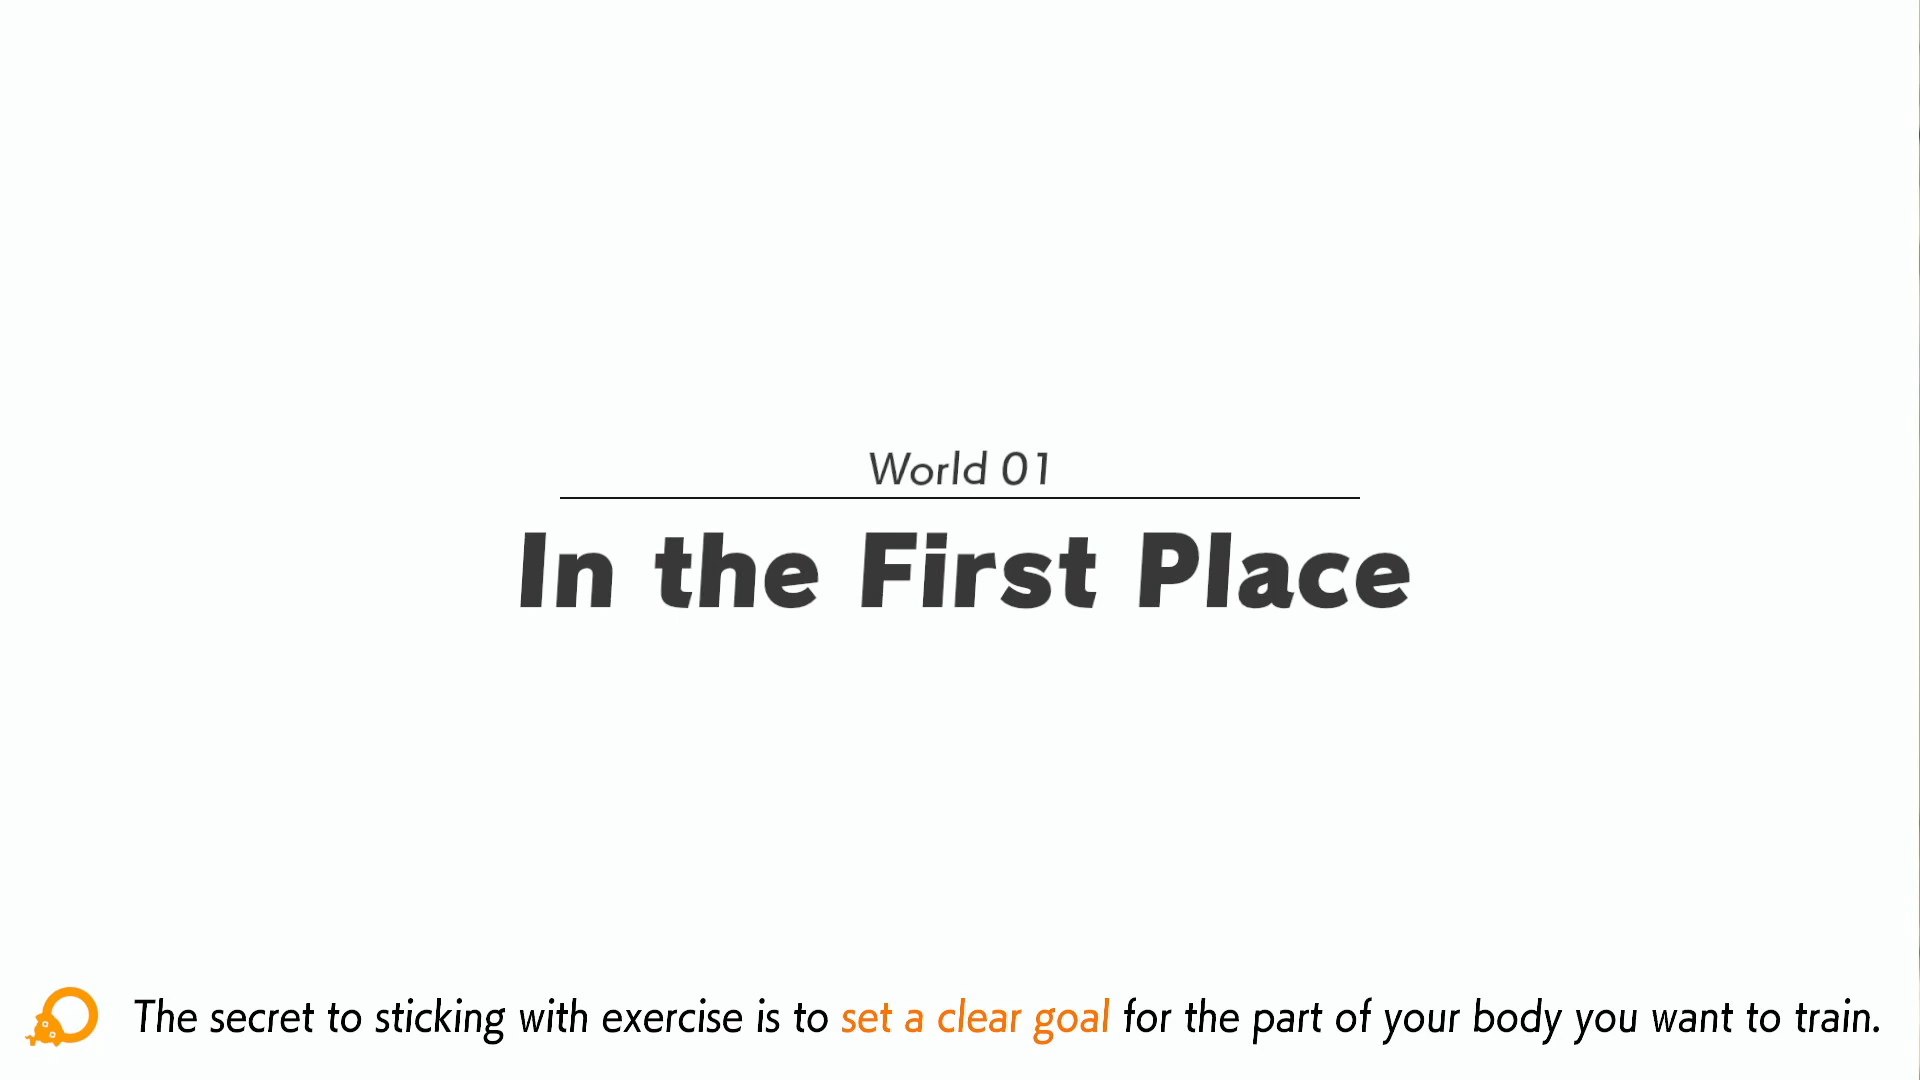 World 01
In the First Place
The secret to sticking with exercise is to set a clear goal for the part of your body you want to train.